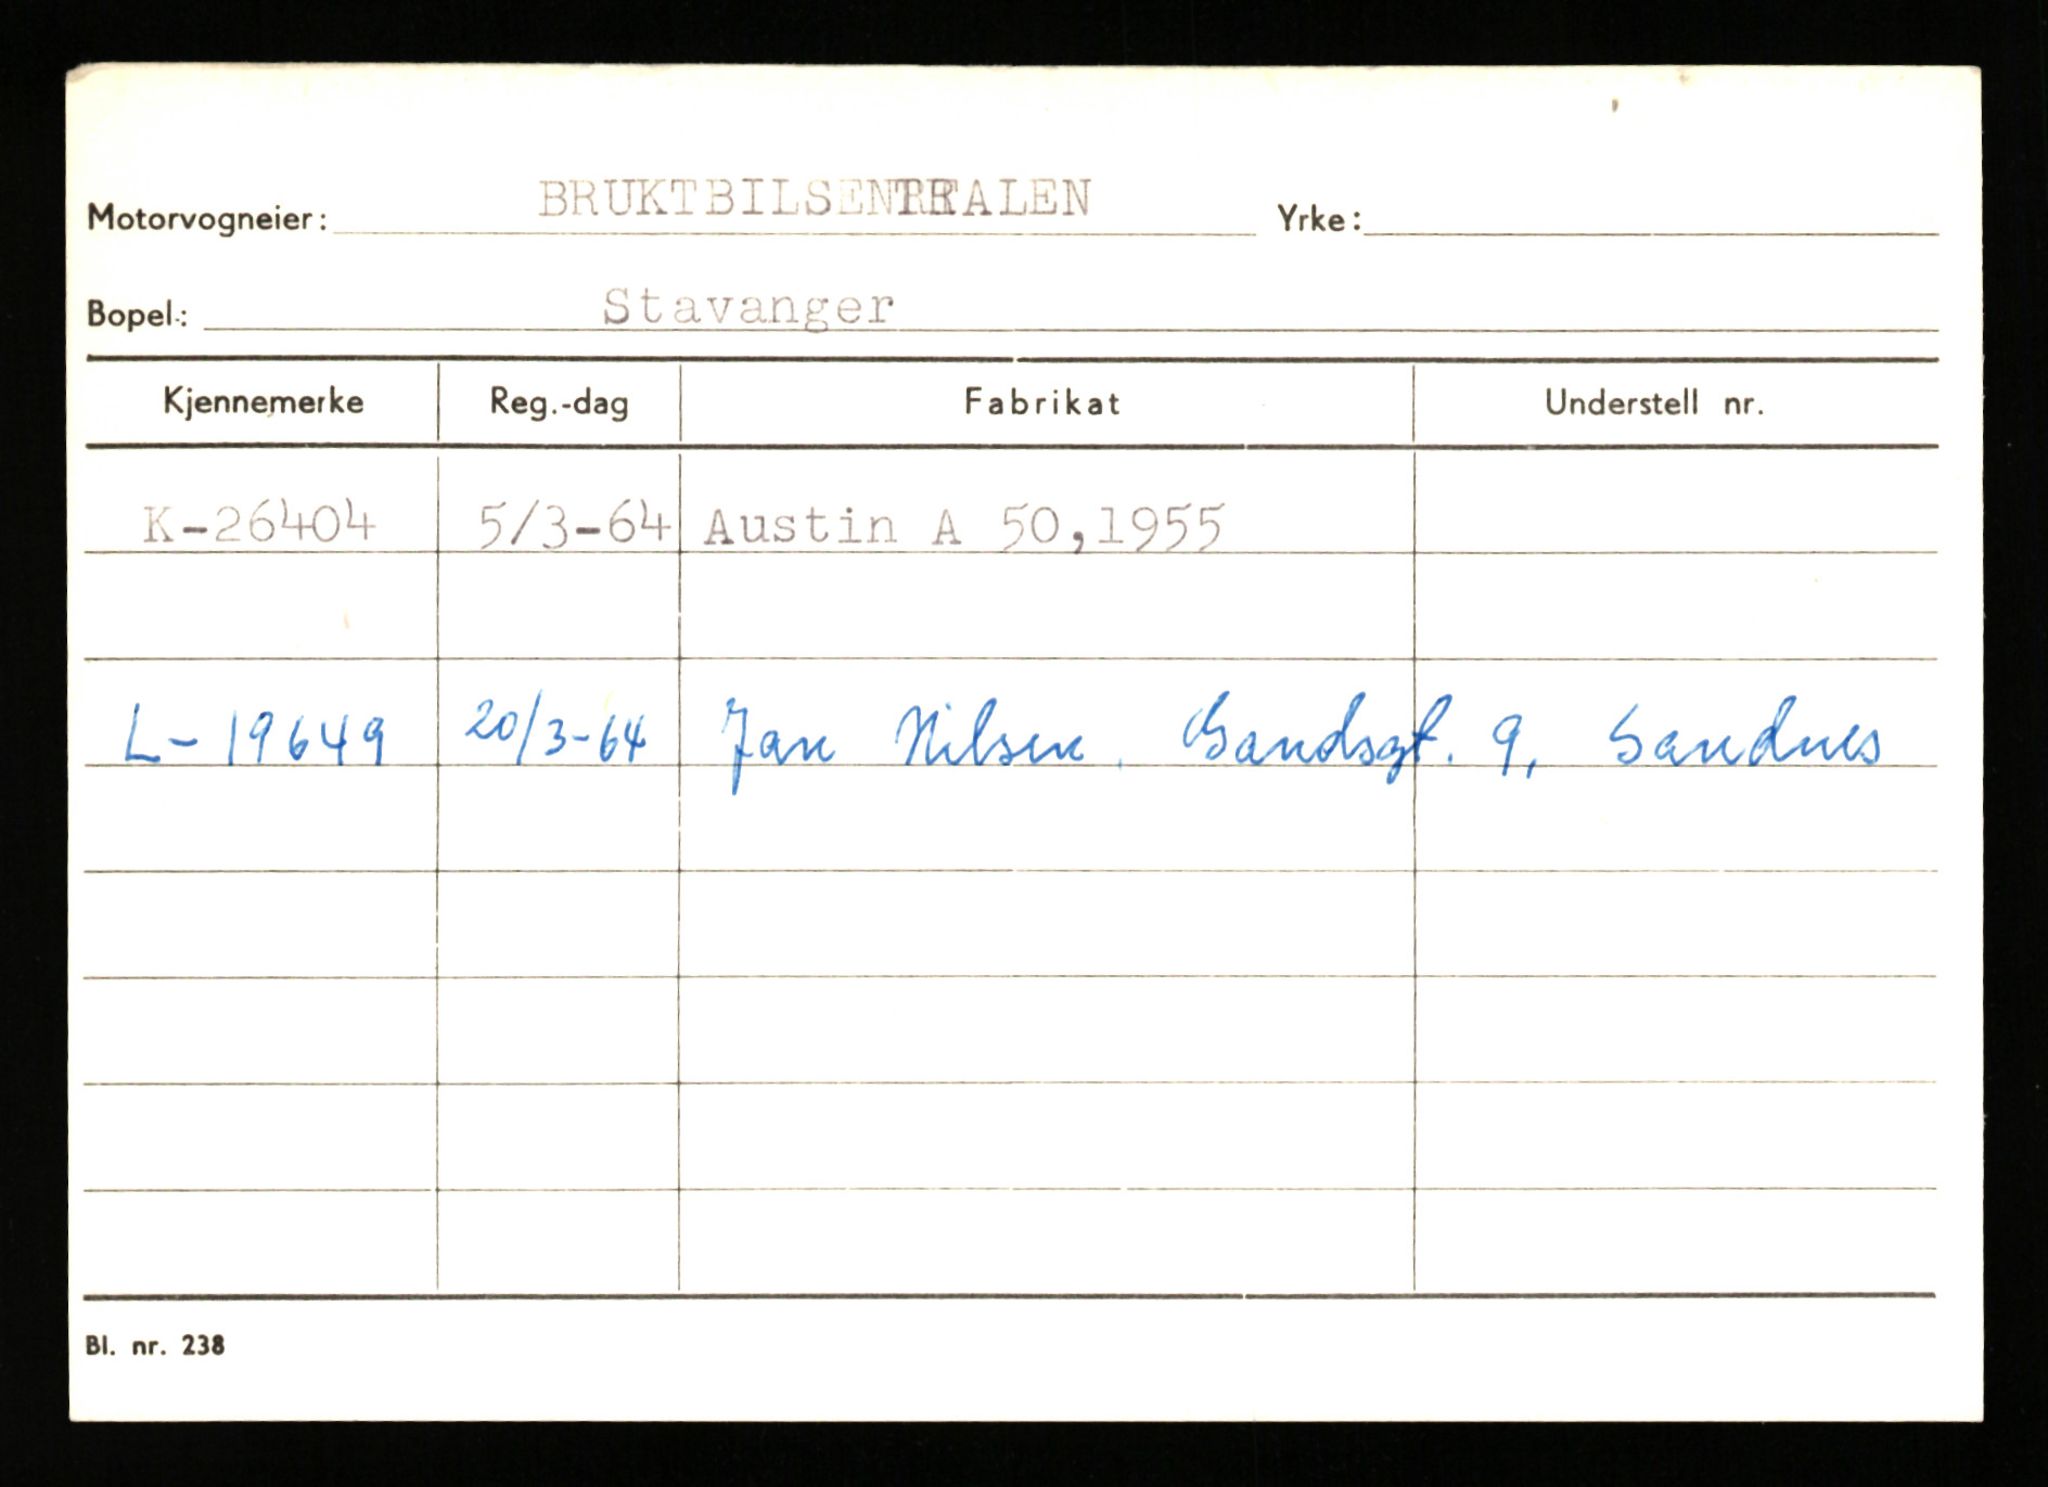 Motorvogneier: BRUKTBILSENTRALEN Yrke:
Bopel: Stavanger
Kjennemerke Reg.-dag Fabrikat Understell nr.
K-26404 5/3-64 Austin A 50,1955
L-19649 20/3-64 Jan Nilsen. Gandsgt. 9, Sandnes
Bl. nr. 238